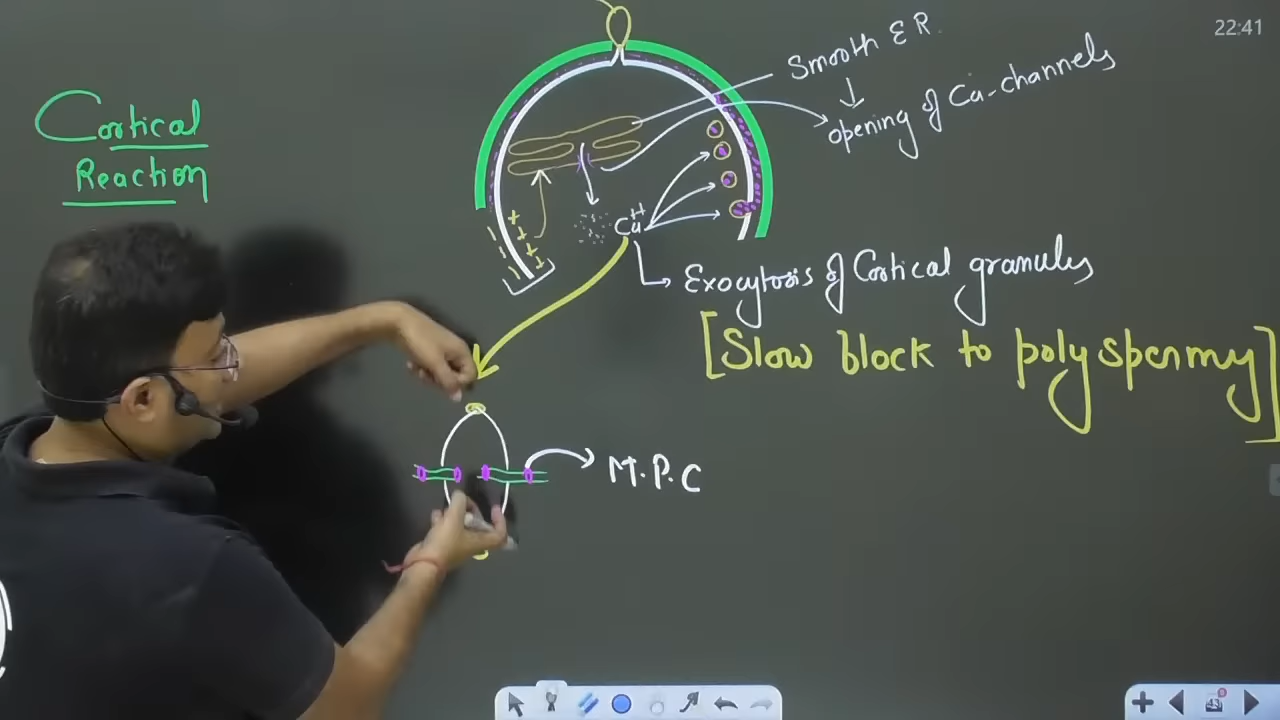 22:41
Smooth E R.
opening of Ca-channels
Cortical
Reaction
Ca++
Exocytosis of Cortical granules
[Slow block to polyspermy]
M.P.C